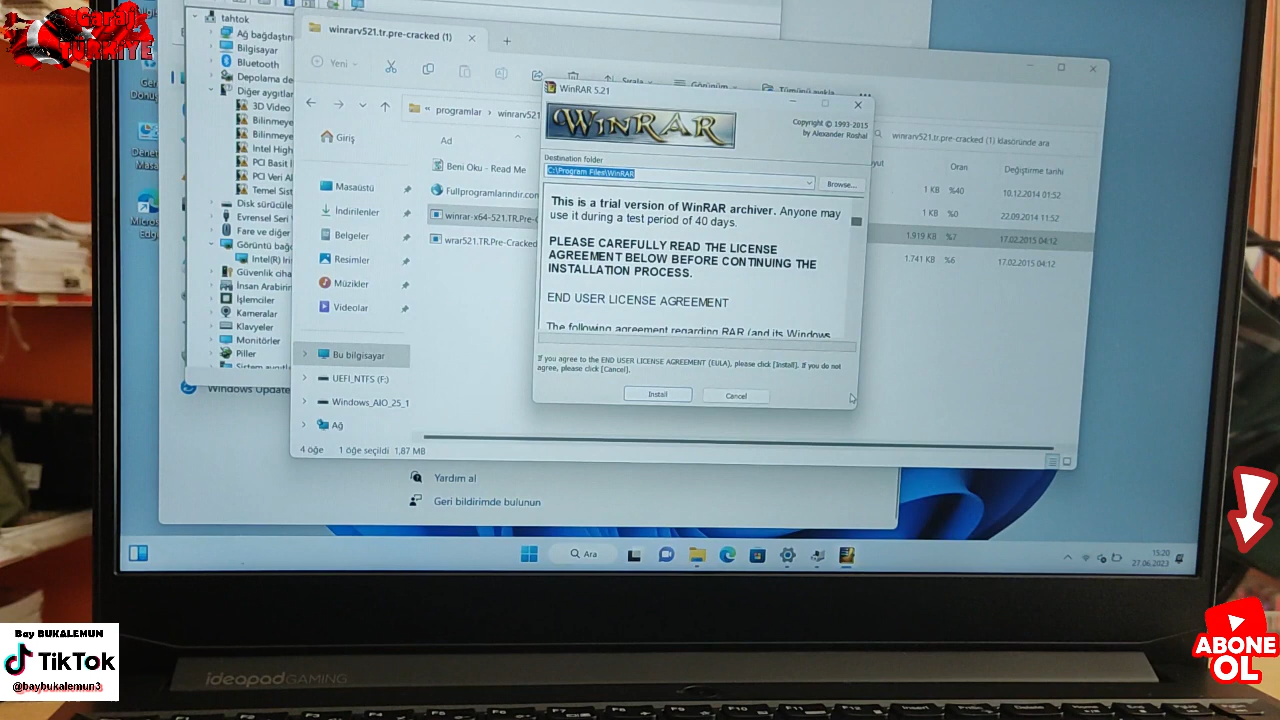 Garaj
TÜRKİYE
tahtok
Ağ bağdaştırı
Bilgisayar
Bluetooth
Depolama de
Diğer aygıtlar
3D Video
Bilinmeye
Bilinmeye
Intel High
PCI Basit İ
PCI Veri Al
Temel Sist
Disk sürücüle
Evrensel Seri
Fare ve diğer
Görüntü bağ
Intel(R) Iri
Güvenlik ciha
İnsan Arabirim
İşlemciler
Kameralar
Klavyeler
Monitörler
Piller
Sistem aygıtl
Windows Update
winrarv521.tr.pre-cracked (1)
Yeni
Sırala
Görünüm
Tümünü ayıkla
programlar
winrarv521
winrarv521.tr.pre-cracked (1) klasöründe ara
Giriş
Masaüstü
İndirilenler
Belgeler
Resimler
Müzikler
Videolar
Bu bilgisayar
UEFI_NTFS (F:)
Windows_AIO_25_1
Ağ
4 öğe
1 öğe seçildi 1,87 MB
Ad
Oran
Değiştirme tarihi
Beni Oku - Read Me
1 KB %40 10.12.2014 01:52
Fullprogramlarindir.com
1 KB %0 22.09.2014 11:52
winrar-x64-521.TR.Pre-C
1.919 KB %7 17.02.2015 04:12
wrar521.TR.Pre-Cracked
1.741 KB %6 17.02.2015 04:12
WinRAR 5.21
WinRAR
Copyright © 1993-2015
by Alexander Roshal
Destination folder
C:\Program Files\WinRAR
Browse...
This is a trial version of WinRAR archiver. Anyone may
use it during a test period of 40 days.
PLEASE CAREFULLY READ THE LICENSE
AGREEMENT BELOW BEFORE CONTINUING THE
INSTALLATION PROCESS.
END USER LICENSE AGREEMENT
The following agreement regarding RAR (and its Windows
If you agree to the END USER LICENSE AGREEMENT (EULA), please click [Install]. If you do not
agree, please click [Cancel].
Install
Cancel
Yardım al
Geri bildirimde bulunun
Ara
15:20
27.06.2023
Bay BUKALEMUN
TikTok
@baybukalemun3
ideapad GAMING
ABONE
OL